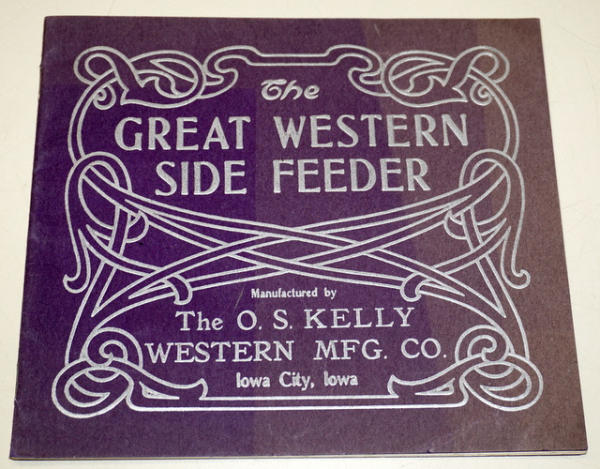 The
GREAT WESTERN
SIDE FEEDER
Manufactured by
The O. S. KELLY
WESTERN MFG. CO.
Iowa City, Iowa